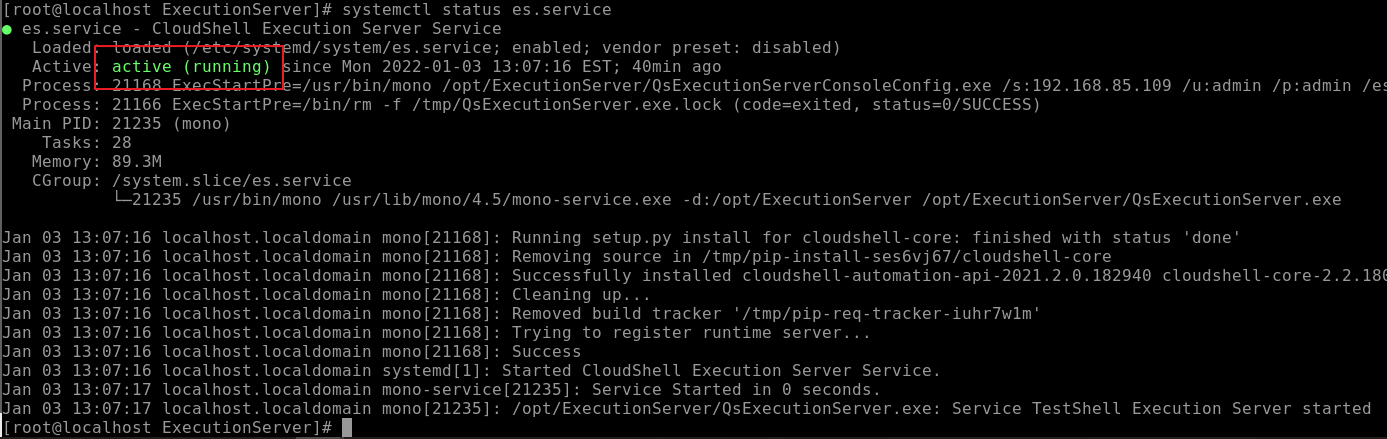 [root@localhost ExecutionServer]# systemctl status es.service
● es.service - CloudShell Execution Server Service
   Loaded: loaded (/etc/systemd/system/es.service; enabled; vendor preset: disabled)
   Active: active (running) since Mon 2022-01-03 13:07:16 EST; 40min ago
  Process: 21168 ExecStartPre=/usr/bin/mono /opt/ExecutionServer/QsExecutionServerConsoleConfig.exe /s:192.168.85.109 /u:admin /p:admin /es
  Process: 21166 ExecStartPre=/bin/rm -f /tmp/QsExecutionServer.exe.lock (code=exited, status=0/SUCCESS)
 Main PID: 21235 (mono)
    Tasks: 28
   Memory: 89.3M
   CGroup: /system.slice/es.service
           └─21235 /usr/bin/mono /usr/lib/mono/4.5/mono-service.exe -d:/opt/ExecutionServer /opt/ExecutionServer/QsExecutionServer.exe
Jan 03 13:07:16 localhost.localdomain mono[21168]: Running setup.py install for cloudshell-core: finished with status 'done'
Jan 03 13:07:16 localhost.localdomain mono[21168]: Removing source in /tmp/pip-install-ses6vj67/cloudshell-core
Jan 03 13:07:16 localhost.localdomain mono[21168]: Successfully installed cloudshell-automation-api-2021.2.0.182940 cloudshell-core-2.2.180
Jan 03 13:07:16 localhost.localdomain mono[21168]: Cleaning up...
Jan 03 13:07:16 localhost.localdomain mono[21168]: Removed build tracker '/tmp/pip-req-tracker-iuhr7w1m'
Jan 03 13:07:16 localhost.localdomain mono[21168]: Trying to register runtime server...
Jan 03 13:07:16 localhost.localdomain mono[21168]: Success
Jan 03 13:07:16 localhost.localdomain systemd[1]: Started CloudShell Execution Server Service.
Jan 03 13:07:17 localhost.localdomain mono-service[21235]: Service Started in 0 seconds.
Jan 03 13:07:17 localhost.localdomain mono[21235]: /opt/ExecutionServer/QsExecutionServer.exe: Service TestShell Execution Server started
[root@localhost ExecutionServer]#